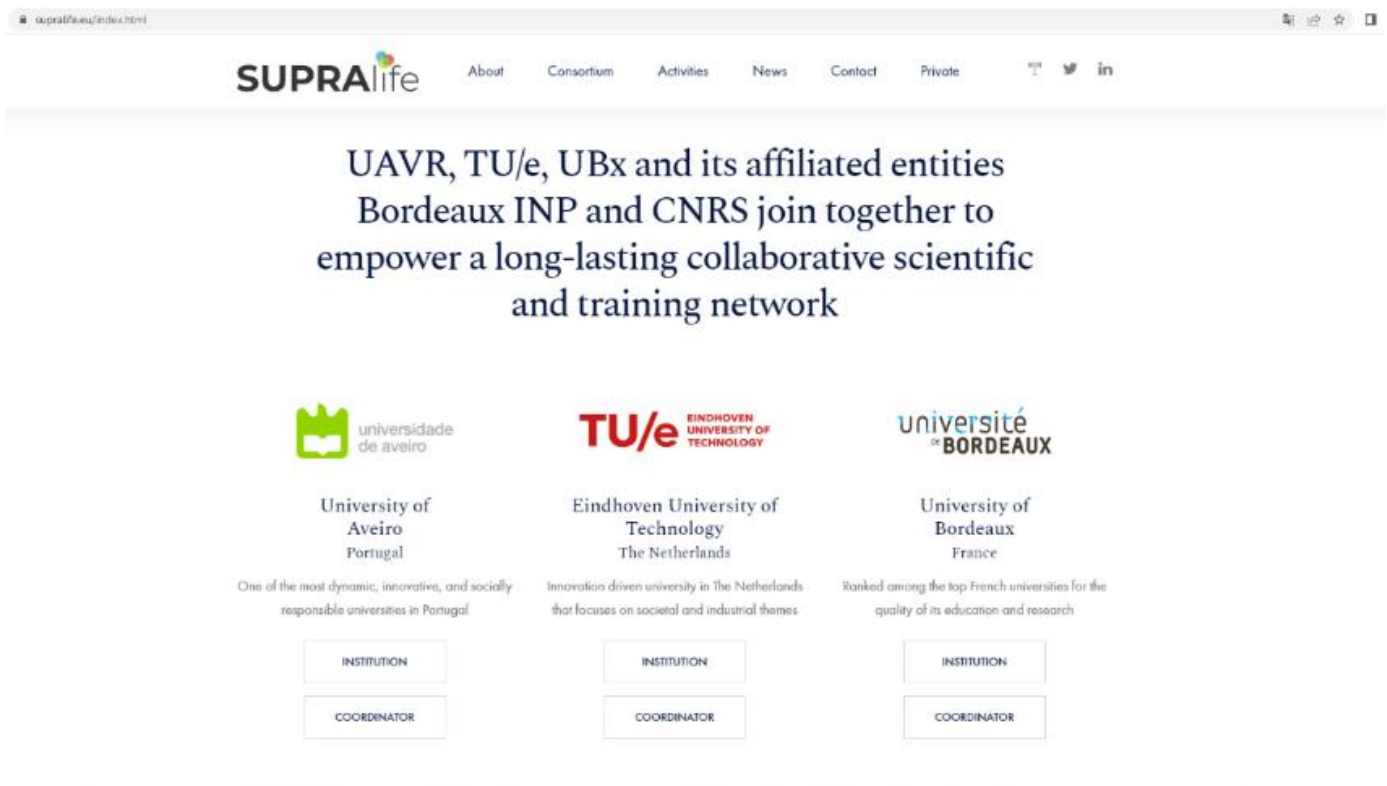 supralife.eu/index.html
SUPRAlife
About
Consortium
Activities
News
Contact
Private
in
UAVR, TU/e, UBx and its affiliated entities
Bordeaux INP and CNRS join together to
empower a long-lasting collaborative scientific
and training network
universidade
de aveiro
TU/e
EINDHOVEN
UNIVERSITY OF
TECHNOLOGY
université
DE BORDEAUX
University of
Aveiro
Portugal
Eindhoven University of
Technology
The Netherlands
University of
Bordeaux
France
One of the most dynamic, innovative, and socially
responsible universities in Portugal
Innovation driven university in The Netherlands
that focuses on societal and industrial themes
Ranked among the top French universities for the
quality of its education and research
INSTITUTION
INSTITUTION
INSTITUTION
COORDINATOR
COORDINATOR
COORDINATOR